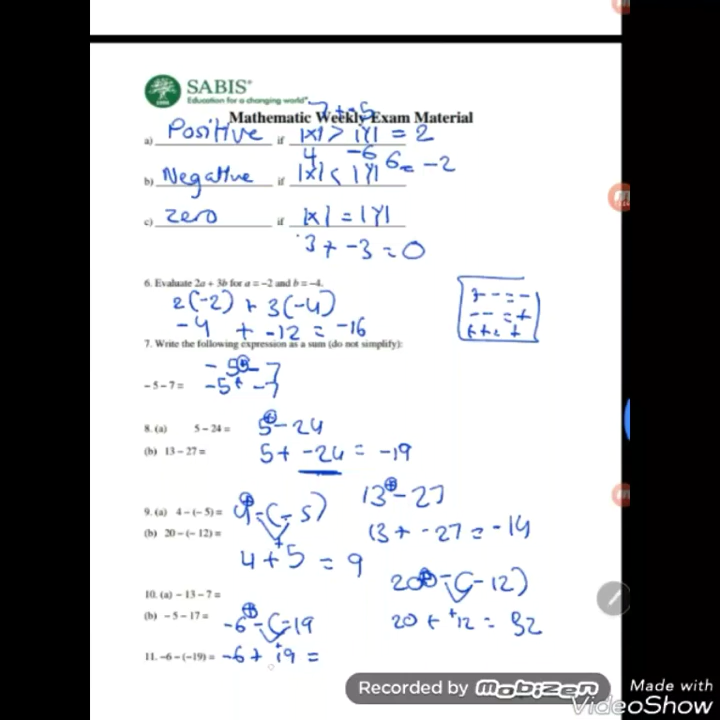 SABIS®
Education for a changing world®
7 + -5
Mathematic Weekly Exam Material
a) Positive if |x| > |y| = 2
4 -6 6= -2
b) Negative if |x| < |y|
c) zero if |x| = |y|
3 + -3 = 0
6. Evaluate 2a + 3b for a = -2 and b = -4.
2(-2) + 3(-4)
-4 + -12 = -16
+ - = -
- - = +
+ + = +
7. Write the following expression as a sum (do not simplify):
-5 + - 7
-5 - 7 = -5 + -7
8. (a) 5 - 24 = 5 + - 24
(b) 13 - 27 = 5 + -24 = -19
13 + - 27
9. (a) 4 - (- 5) = 4 + - (- 5)
(b) 20 - (- 12) = 13 + -27 = -14
4 + 5 = 9
20 + - (- 12)
10. (a) - 13 - 7 =
(b) - 5 - 17 = -6 + - (-19
20 + +12 = 32
11. -6 - (-19) = -6 + +19 =
Recorded by Mobizen
Made with
VideoShow